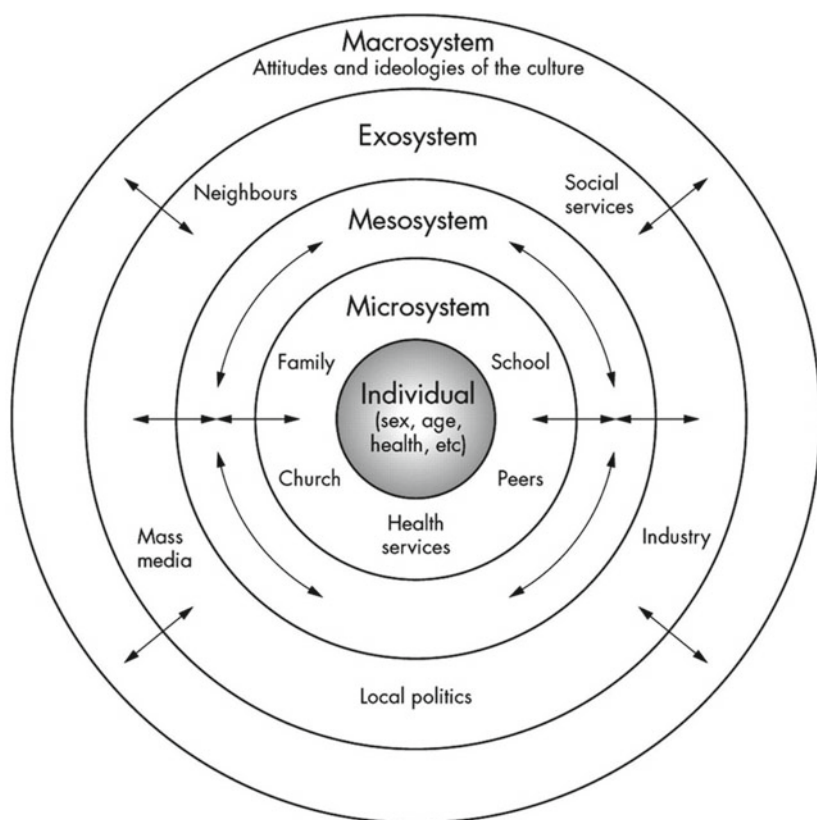 Macrosystem
Attitudes and ideologies of the culture
Exosystem
Neighbours
Social
services
Mesosystem
Microsystem
Family
School
Individual
(sex, age,
health, etc)
Church
Peers
Health
services
Mass
media
Industry
Local politics